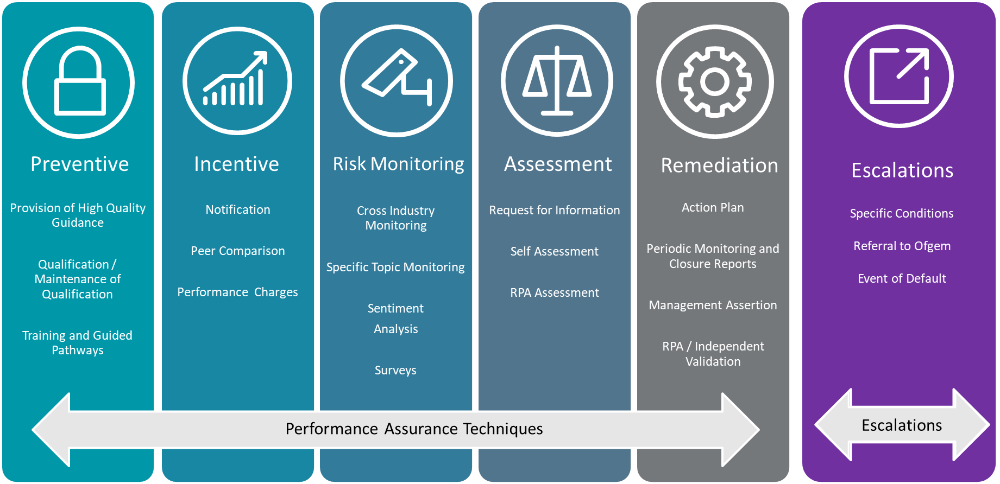 Preventive
Provision of High Quality
Guidance
Qualification /
Maintenance of
Qualification
Training and Guided
Pathways
Incentive
Notification
Peer Comparison
Performance Charges
Risk Monitoring
Cross Industry
Monitoring
Specific Topic Monitoring
Sentiment
Analysis
Surveys
Assessment
Request for Information
Self Assessment
RPA Assessment
Remediation
Action Plan
Periodic Monitoring and
Closure Reports
Management Assertion
RPA / Independent
Validation
Escalations
Specific Conditions
Referral to Ofgem
Event of Default
Performance Assurance Techniques
Escalations